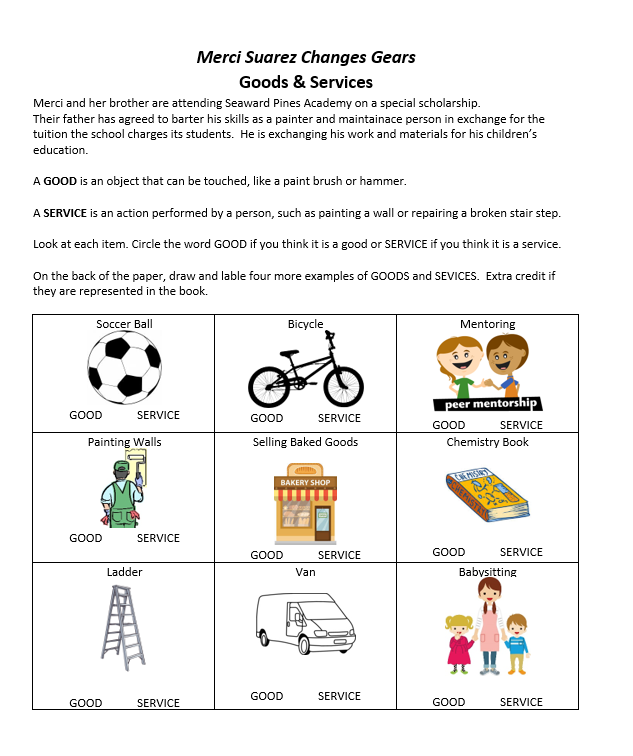 Merci Suarez Changes Gears
Goods & Services
Merci and her brother are attending Seaward Pines Academy on a special scholarship.
Their father has agreed to barter his skills as a painter and maintainace person in exchange for the
tuition the school charges its students.  He is exchanging his work and materials for his children's
education.
A GOOD is an object that can be touched, like a paint brush or hammer.
A SERVICE is an action performed by a person, such as painting a wall or repairing a broken stair step.
Look at each item. Circle the word GOOD if you think it is a good or SERVICE if you think it is a service.
On the back of the paper, draw and lable four more examples of GOODS and SEVICES.  Extra credit if
they are represented in the book.
Soccer Ball
GOOD SERVICE
Bicycle
GOOD SERVICE
Mentoring
peer mentorship
GOOD SERVICE
Painting Walls
GOOD SERVICE
Selling Baked Goods
BAKERY SHOP
GOOD SERVICE
Chemistry Book
CHEMISTRY
CHEMISTRY
GOOD SERVICE
Ladder
GOOD SERVICE
Van
GOOD SERVICE
Babysitting
GOOD SERVICE